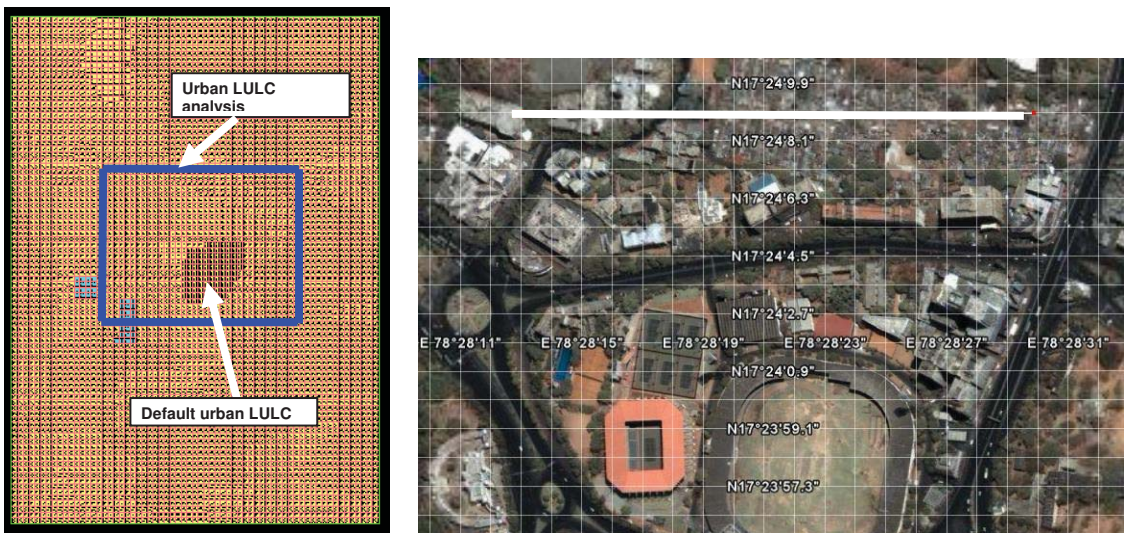 Urban LULC
analysis
Default urban LULC
N17°24'9.9"
N17°24'8.1"
N17°24'6.3"
N17°24'4.5"
N17°24'2.7"
E 78°28'11" E 78°28'15" E 78°28'19" E 78°28'23" E 78°28'27" E 78°28'31"
N17°24'0.9"
N17°23'59.1"
N17°23'57.3"